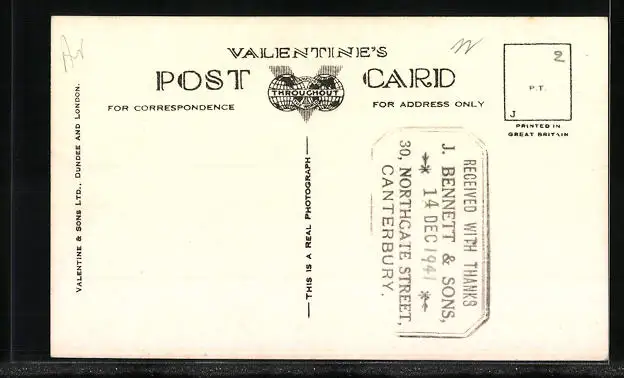 VALENTINE'S
POST CARD
THROUGHOUT
FOR CORRESPONDENCE
FOR ADDRESS ONLY
2
P.T.
J
PRINTED IN
GREAT BRITAIN
VALENTINE & SONS LTD., DUNDEE AND LONDON.
THIS IS A REAL PHOTOGRAPH
RECEIVED WITH THANKS
J. BENNETT & SONS,
14 DEC 1941
30, NORTHGATE STREET,
CANTERBURY.